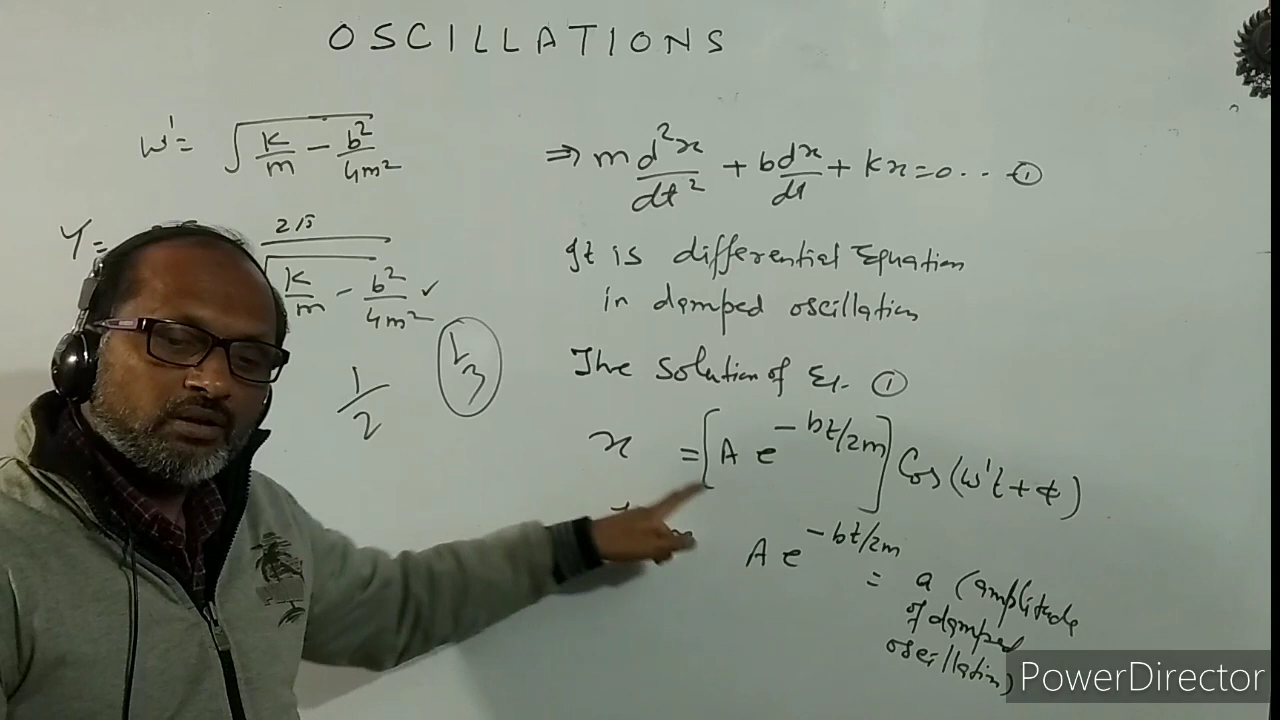 OSCILLATIONS
w' = √(k/m − b²/4m²)
Y =
2π
√(k/m − b²/4m²) ✓
1/2
1/3
⇒ m d²x/dt² + b dx/dt + kx = 0 .. — ①
It is differential Equation
in damped oscillation
The solution of Eq. ①
x = [A e^(−bt/2m)] Cos(w't + ϕ)
A e^(−bt/2m)
= a (amplitude
of damped
oscillation)
PowerDirector